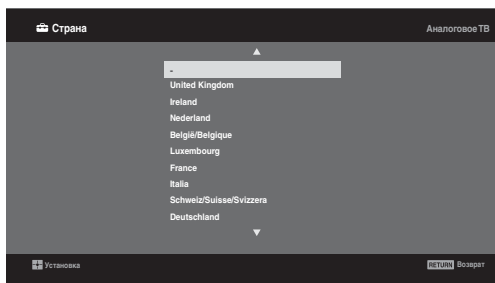 Страна
Аналоговое ТВ
-
United Kingdom
Ireland
Nederland
België/Belgique
Luxembourg
France
Italia
Schweiz/Suisse/Svizzera
Deutschland
Установка
RETURN Возврат